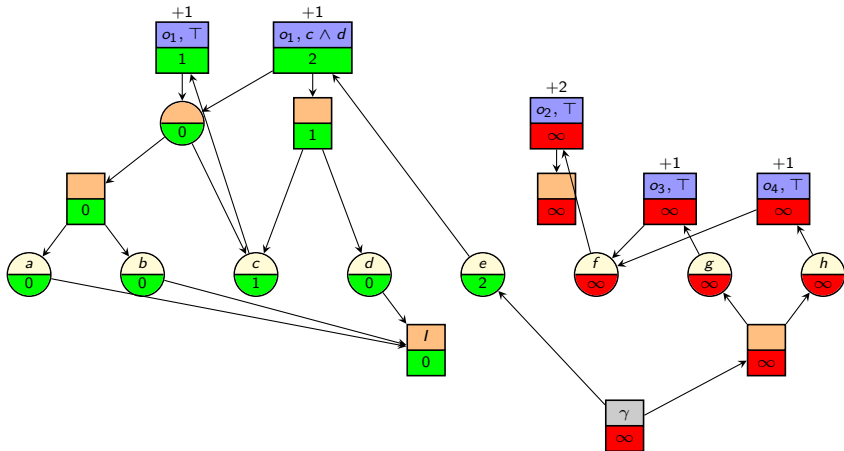 +1
+1
o₁, ⊤
o₁, c ∧ d
1
2
+2
o₂, ⊤
0
1
∞
+1
+1
o₃, ⊤
o₄, ⊤
0
∞
∞
∞
a
b
c
d
e
f
g
h
0
0
1
0
2
∞
∞
∞
I
0
∞
γ
∞